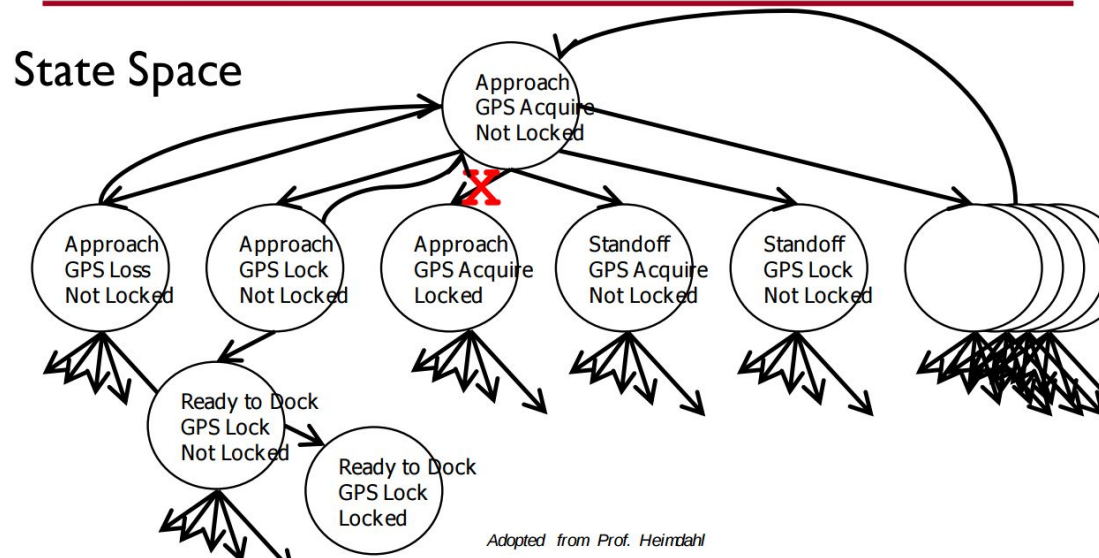 State Space
Approach
GPS Acquire
Not Locked
X
Approach
GPS Loss
Not Locked
Approach
GPS Lock
Not Locked
Approach
GPS Acquire
Locked
Standoff
GPS Acquire
Not Locked
Standoff
GPS Lock
Not Locked
Ready to Dock
GPS Lock
Not Locked
Ready to Dock
GPS Lock
Locked
Adopted from Prof. Heimdahl